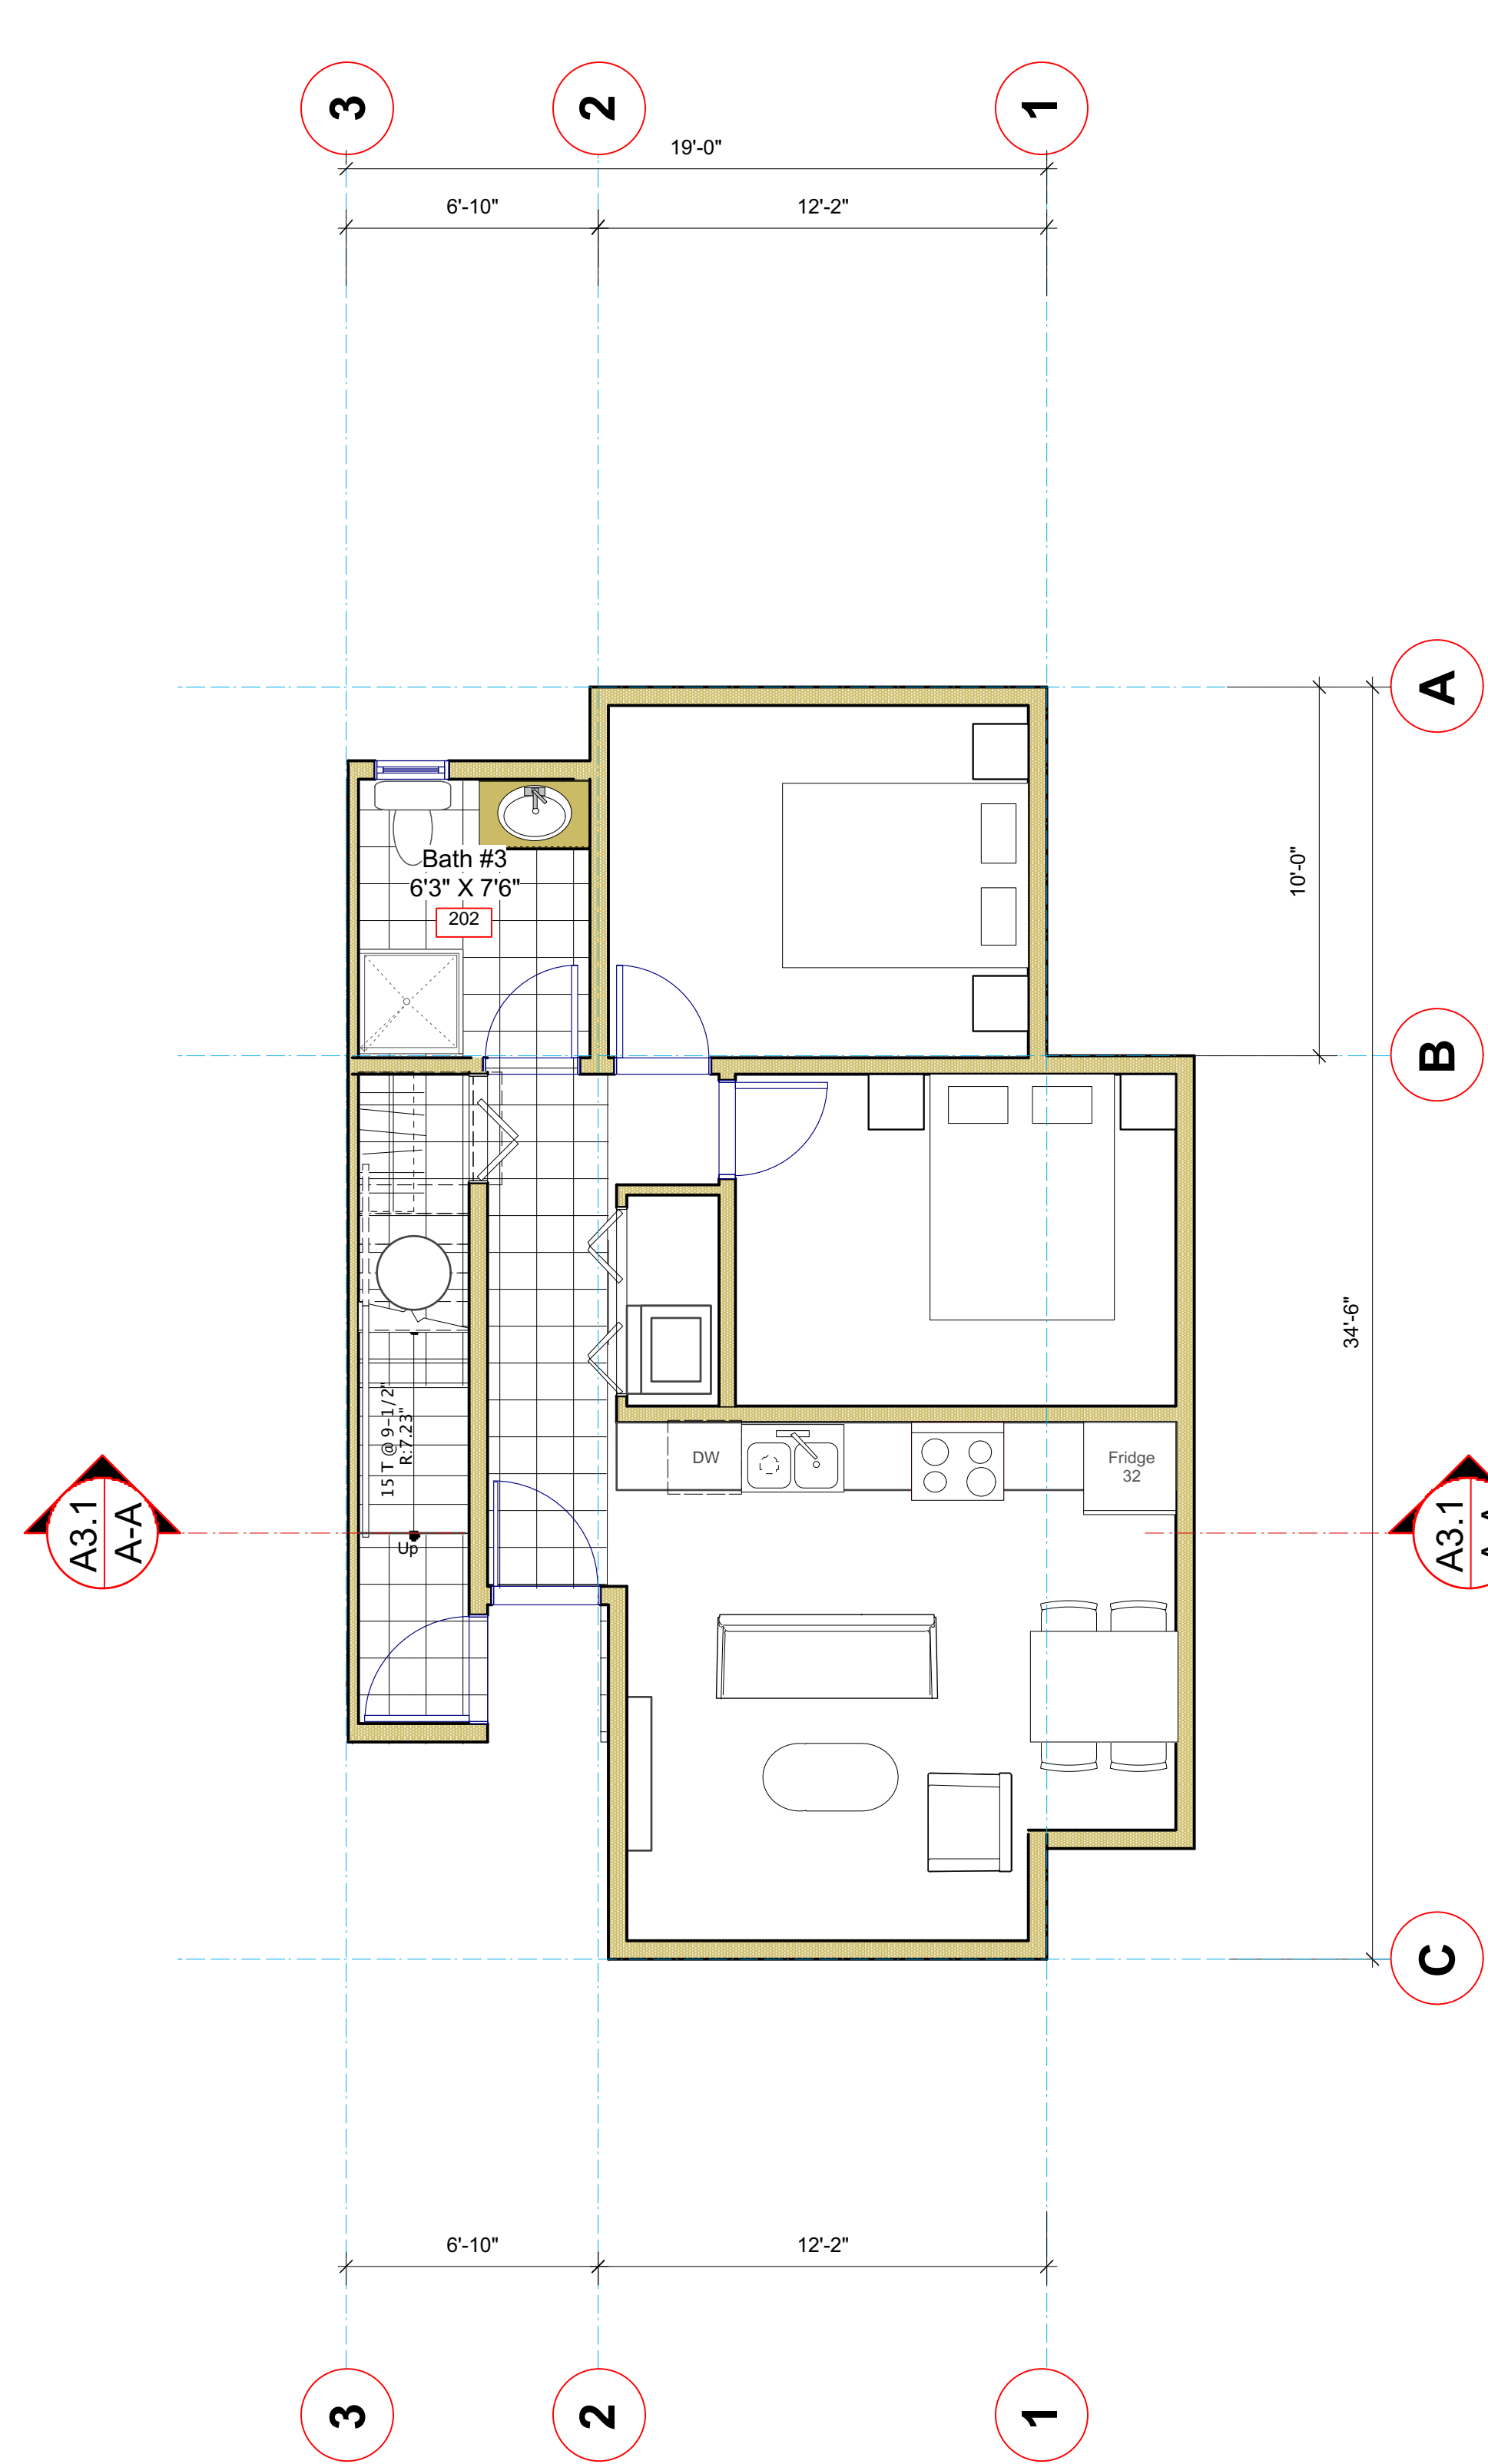 3
2
1
19'-0"
6'-10"
12'-2"
A
Bath #3
6'3" X 7'6"
202
10'-0"
B
34'-6"
15 T @ 9-1/2"
R:7.23"
DW
Fridge
32
A3.1
A-A
Up
A3.1
C
6'-10"
12'-2"
3
2
1